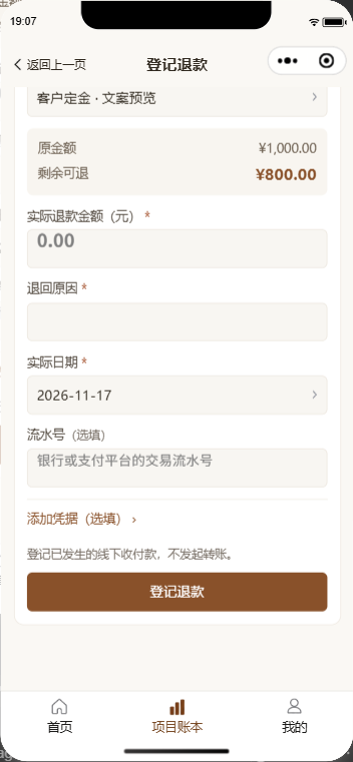 19:07
返回上一页
登记退款
客户定金 · 文案预览
原金额 ¥1,000.00
剩余可退 ¥800.00
实际退款金额（元） *
0.00
退回原因 *
实际日期 *
2026-11-17
流水号（选填）
银行或支付平台的交易流水号
添加凭据（选填）
登记已发生的线下收付款，不发起转账。
登记退款
首页 项目账本 我的